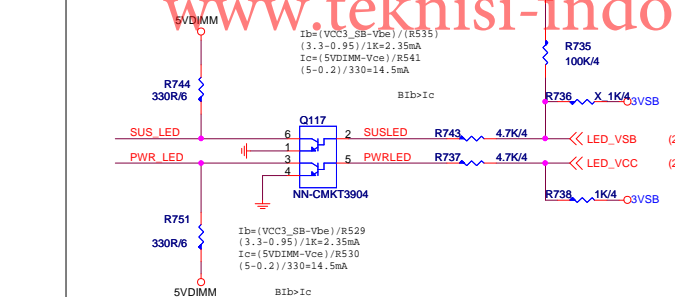 www.teknisi-indo
5VDIMM
Ib=(VCC3_SB-Vbe)/(R535)
(3.3-0.95)/1K=2.35mA
Ic=(5VDIMM-Vce)/R541
(5-0.2)/330=14.5mA
BIb>Ic
R735
100K/4
R744
330R/6
R736 X_1K/4 3VSB
Q117
SUS_LED 6 2 SUSLED R743 4.7K/4 LED_VSB (2
1
PWR_LED 3 5 PWRLED R737 4.7K/4 LED_VCC (2
4
NN-CMKT3904
R738 1K/4 3VSB
R751
330R/6
Ib=(VCC3_SB-Vbe)/R529
(3.3-0.95)/1K=2.35mA
Ic=(5VDIMM-Vce)/R530
(5-0.2)/330=14.5mA
5VDIMM
BIb>Ic